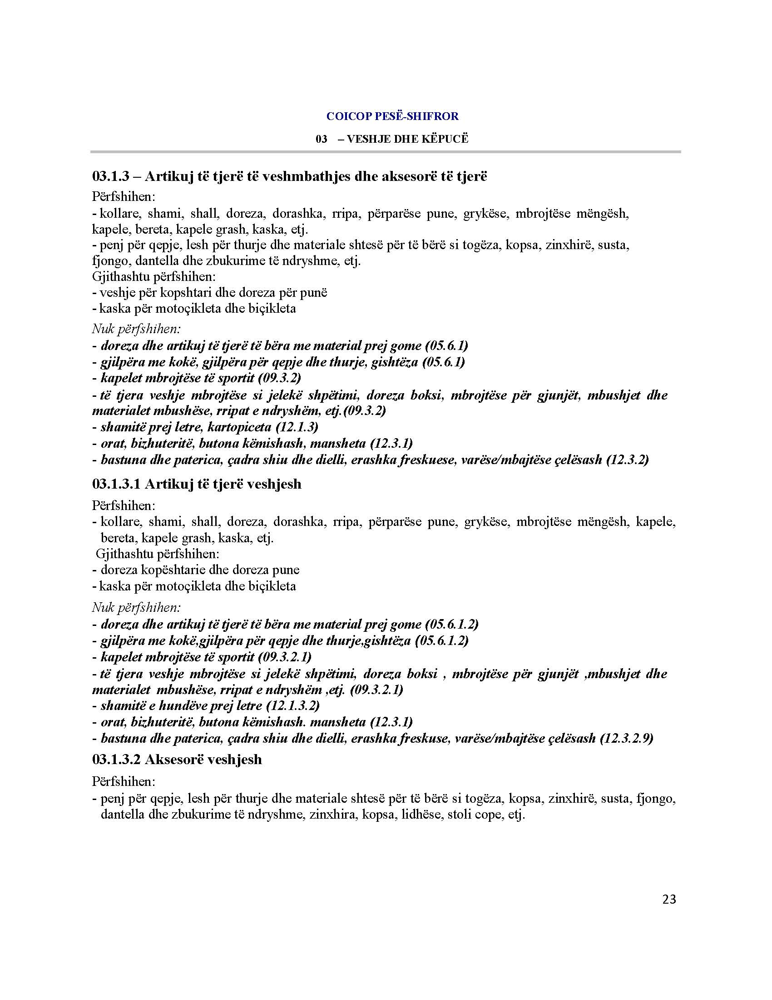 COICOP PESË-SHIFROR
03 – VESHJE DHE KËPUCË
03.1.3 – Artikuj të tjerë të veshmbathjes dhe aksesorë të tjerë
Përfshihen:
- kollare, shami, shall, doreza, dorashka, rripa, përparëse pune, grykëse, mbrojtëse mëngësh,
kapele, bereta, kapele grash, kaska, etj.
- penj për qepje, lesh për thurje dhe materiale shtesë për të bërë si togëza, kopsa, zinxhirë, susta,
fjongo, dantella dhe zbukurime të ndryshme, etj.
Gjithashtu përfshihen:
- veshje për kopshtari dhe doreza për punë
- kaska për motoçikleta dhe biçikleta
Nuk përfshihen:
- doreza dhe artikuj të tjerë të bëra me material prej gome (05.6.1)
- gjilpëra me kokë, gjilpëra për qepje dhe thurje, gishtëza (05.6.1)
- kapelet mbrojtëse të sportit (09.3.2)
- të tjera veshje mbrojtëse si jelekë shpëtimi, doreza boksi, mbrojtëse për gjunjët, mbushjet dhe
materialet mbushëse, rripat e ndryshëm, etj.(09.3.2)
- shamitë prej letre, kartopiceta (12.1.3)
- orat, bizhuteritë, butona këmishash, mansheta (12.3.1)
- bastuna dhe paterica, çadra shiu dhe dielli, erashka freskuese, varëse/mbajtëse çelësash (12.3.2)
03.1.3.1 Artikuj të tjerë veshjesh
Përfshihen:
- kollare, shami, shall, doreza, dorashka, rripa, përparëse pune, grykëse, mbrojtëse mëngësh, kapele,
bereta, kapele grash, kaska, etj.
Gjithashtu përfshihen:
- doreza kopështarie dhe doreza pune
- kaska për motoçikleta dhe biçikleta
Nuk përfshihen:
- doreza dhe artikuj të tjerë të bëra me material prej gome (05.6.1.2)
- gjilpëra me kokë,gjilpëra për qepje dhe thurje,gishtëza (05.6.1.2)
- kapelet mbrojtëse të sportit (09.3.2.1)
- të tjera veshje mbrojtëse si jelekë shpëtimi, doreza boksi , mbrojtëse për gjunjët ,mbushjet dhe
materialet mbushëse, rripat e ndryshëm ,etj. (09.3.2.1)
- shamitë e hundëve prej letre (12.1.3.2)
- orat, bizhuteritë, butona këmishash. mansheta (12.3.1)
- bastuna dhe paterica, çadra shiu dhe dielli, erashka freskuse, varëse/mbajtëse çelësash (12.3.2.9)
03.1.3.2 Aksesorë veshjesh
Përfshihen:
- penj për qepje, lesh për thurje dhe materiale shtesë për të bërë si togëza, kopsa, zinxhirë, susta, fjongo,
dantella dhe zbukurime të ndryshme, zinxhira, kopsa, lidhëse, stoli cope, etj.
23